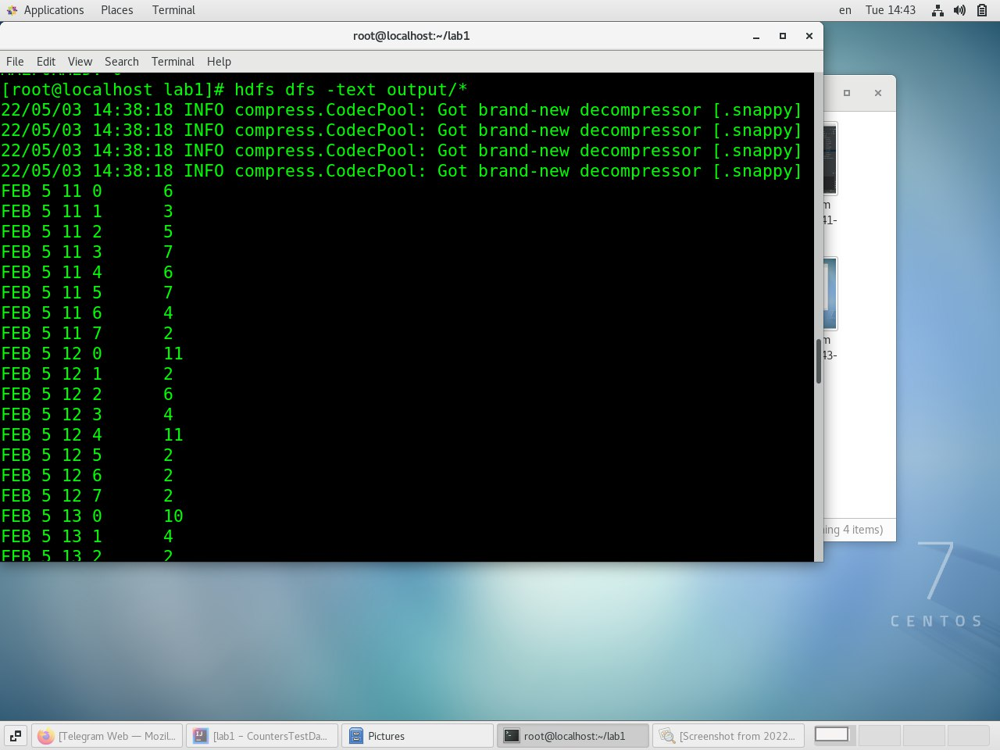 Applications Places Terminal en Tue 14:43
root@localhost:~/lab1
File Edit View Search Terminal Help
[root@localhost lab1]# hdfs dfs -text output/*
22/05/03 14:38:18 INFO compress.CodecPool: Got brand-new decompressor [.snappy]
22/05/03 14:38:18 INFO compress.CodecPool: Got brand-new decompressor [.snappy]
22/05/03 14:38:18 INFO compress.CodecPool: Got brand-new decompressor [.snappy]
22/05/03 14:38:18 INFO compress.CodecPool: Got brand-new decompressor [.snappy]
FEB 5 11 0 6
FEB 5 11 1 3
FEB 5 11 2 5
FEB 5 11 3 7
FEB 5 11 4 6
FEB 5 11 5 7
FEB 5 11 6 4
FEB 5 11 7 2
FEB 5 12 0 11
FEB 5 12 1 2
FEB 5 12 2 6
FEB 5 12 3 4
FEB 5 12 4 11
FEB 5 12 5 2
FEB 5 12 6 2
FEB 5 12 7 2
FEB 5 13 0 10
FEB 5 13 1 4
FEB 5 13 2 2
m
41-
m
43-
ing 4 items)
7
CENTOS
[Telegram Web — Mozil... [lab1 – CountersTestDa... Pictures root@localhost:~/lab1 [Screenshot from 2022...